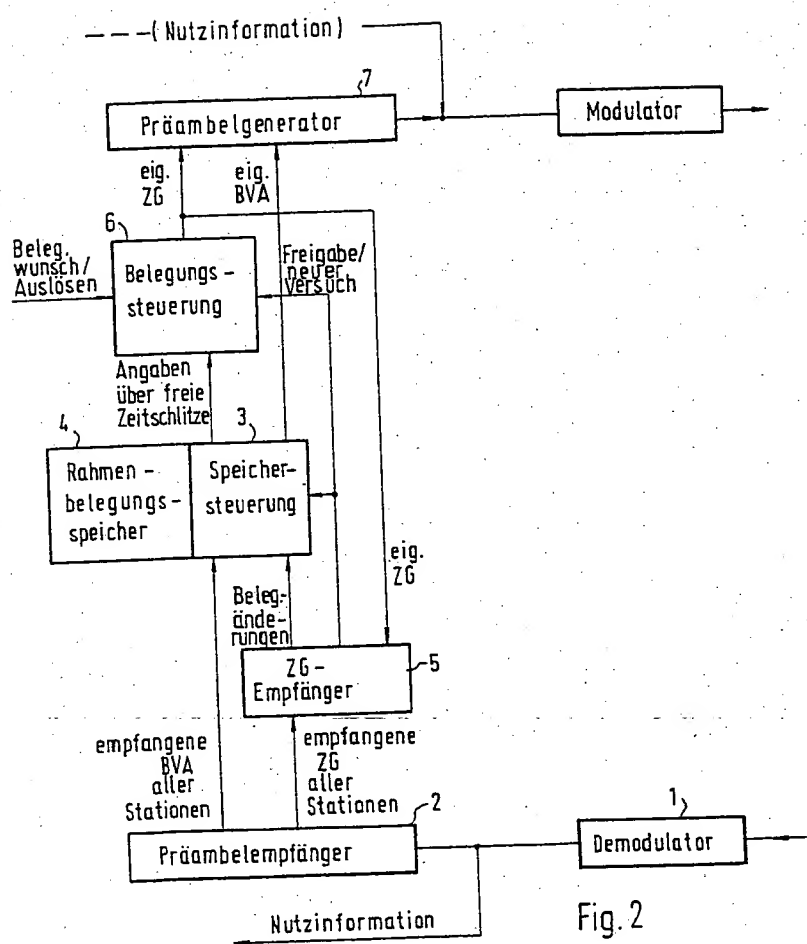 ---(Nutzinformation)
7
Präambelgenerator
Modulator
eig.
ZG
eig.
BVA
6
Beleg.
wunsch/
Auslösen
Belegungs-
steuerung
Freigabe/
neuer
Versuch
Angaben
über freie
Zeitschlitze
4
3
Rahmen-
belegungs-
speicher
Speicher-
steuerung
eig.
ZG
Beleg-
ände-
rungen
ZG-
Empfänger
5
empfangene
BVA
aller
Stationen
empfangene
ZG
aller
Stationen
2
1
Präambelempfänger
Demodulator
Nutzinformation
Fig. 2